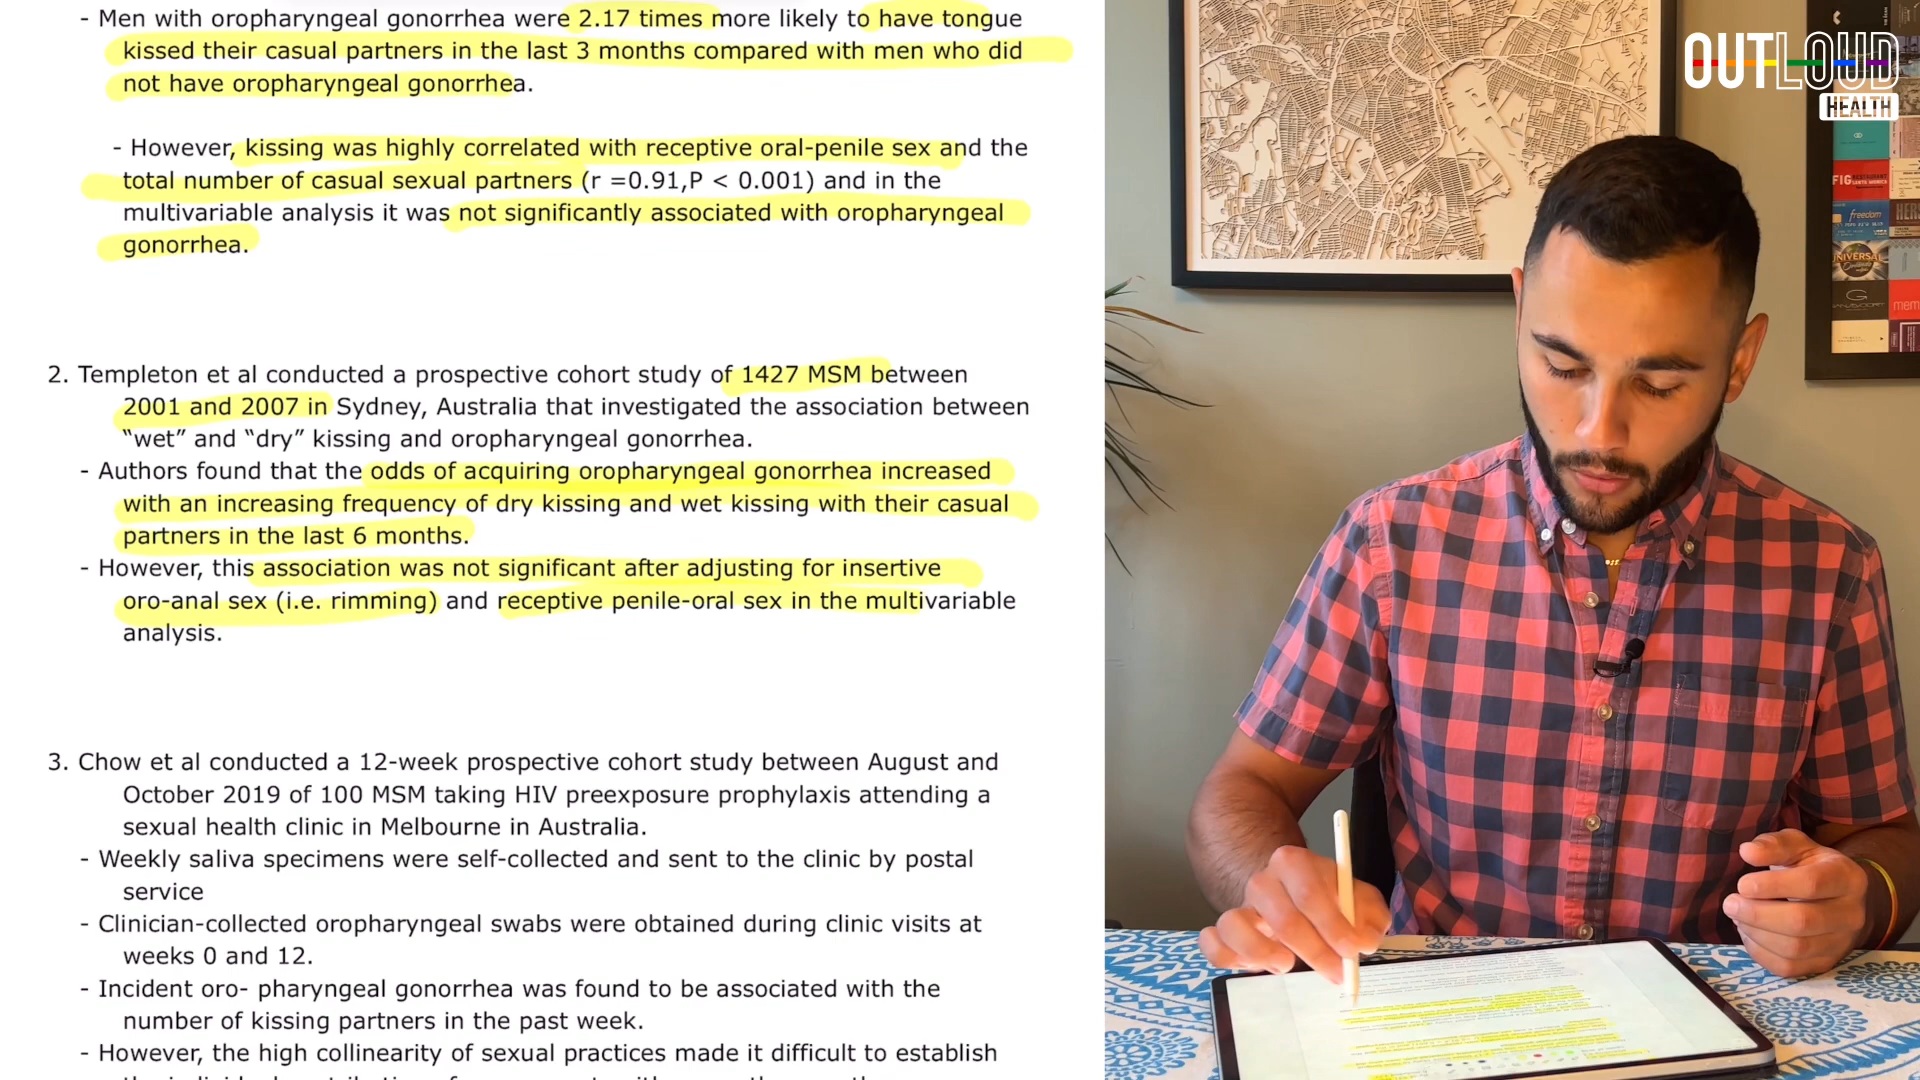 - Men with oropharyngeal gonorrhea were 2.17 times more likely to have tongue
kissed their casual partners in the last 3 months compared with men who did
not have oropharyngeal gonorrhea.
- However, kissing was highly correlated with receptive oral-penile sex and the
total number of casual sexual partners (r =0.91,P < 0.001) and in the
multivariable analysis it was not significantly associated with oropharyngeal
gonorrhea.
2. Templeton et al conducted a prospective cohort study of 1427 MSM between
2001 and 2007 in Sydney, Australia that investigated the association between
“wet” and “dry” kissing and oropharyngeal gonorrhea.
- Authors found that the odds of acquiring oropharyngeal gonorrhea increased
with an increasing frequency of dry kissing and wet kissing with their casual
partners in the last 6 months.
- However, this association was not significant after adjusting for insertive
oro-anal sex (i.e. rimming) and receptive penile-oral sex in the multivariable
analysis.
3. Chow et al conducted a 12-week prospective cohort study between August and
October 2019 of 100 MSM taking HIV preexposure prophylaxis attending a
sexual health clinic in Melbourne in Australia.
- Weekly saliva specimens were self-collected and sent to the clinic by postal
service
- Clinician-collected oropharyngeal swabs were obtained during clinic visits at
weeks 0 and 12.
- Incident oro- pharyngeal gonorrhea was found to be associated with the
number of kissing partners in the past week.
- However, the high collinearity of sexual practices made it difficult to establish
OUTLOUD
HEALTH
FIG
freedom
UNIVERSAL
mem